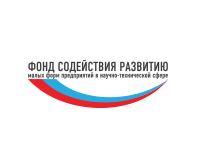 ФОНД СОДЕЙСТВИЯ РАЗВИТИЮ
малых форм предприятий в научно-технической сфере